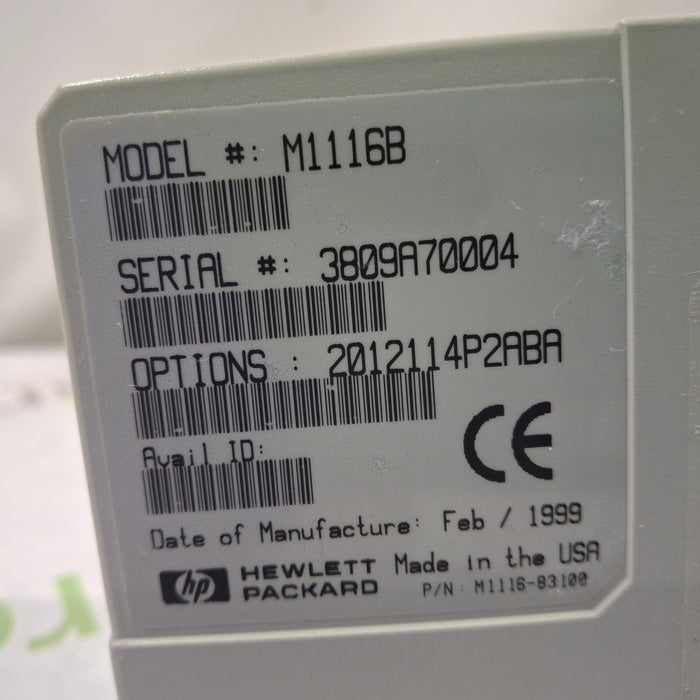 MODEL #: M1116B
SERIAL #: 3809A70004
OPTIONS : 2012114P2ABA
Avail ID:
CE
Date of Manufacture: Feb / 1999
hp HEWLETT PACKARD Made in the USA
P/N: M1116-83100